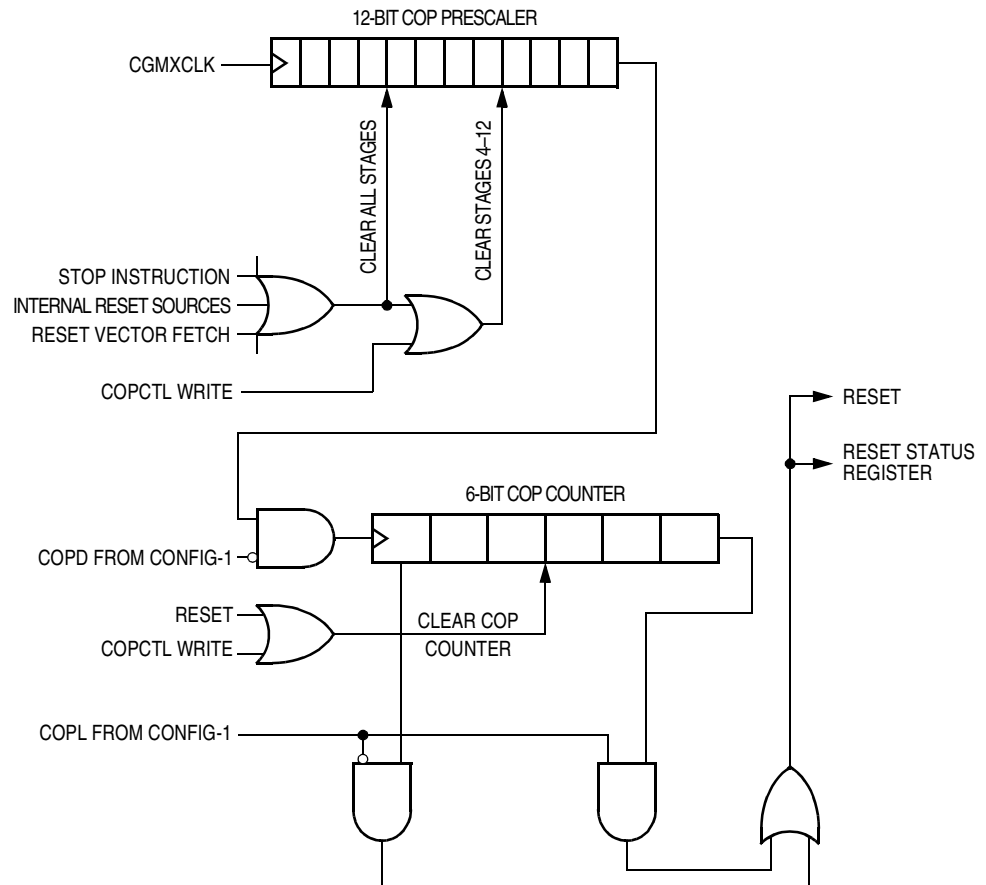 12-BIT COP PRESCALER
CGMXCLK
CLEAR ALL STAGES
CLEAR STAGES 4–12
STOP INSTRUCTION
INTERNAL RESET SOURCES
RESET VECTOR FETCH
COPCTL WRITE
RESET
RESET STATUS
REGISTER
6-BIT COP COUNTER
COPD FROM CONFIG-1
RESET
CLEAR COP
COUNTER
COPCTL WRITE
COPL FROM CONFIG-1